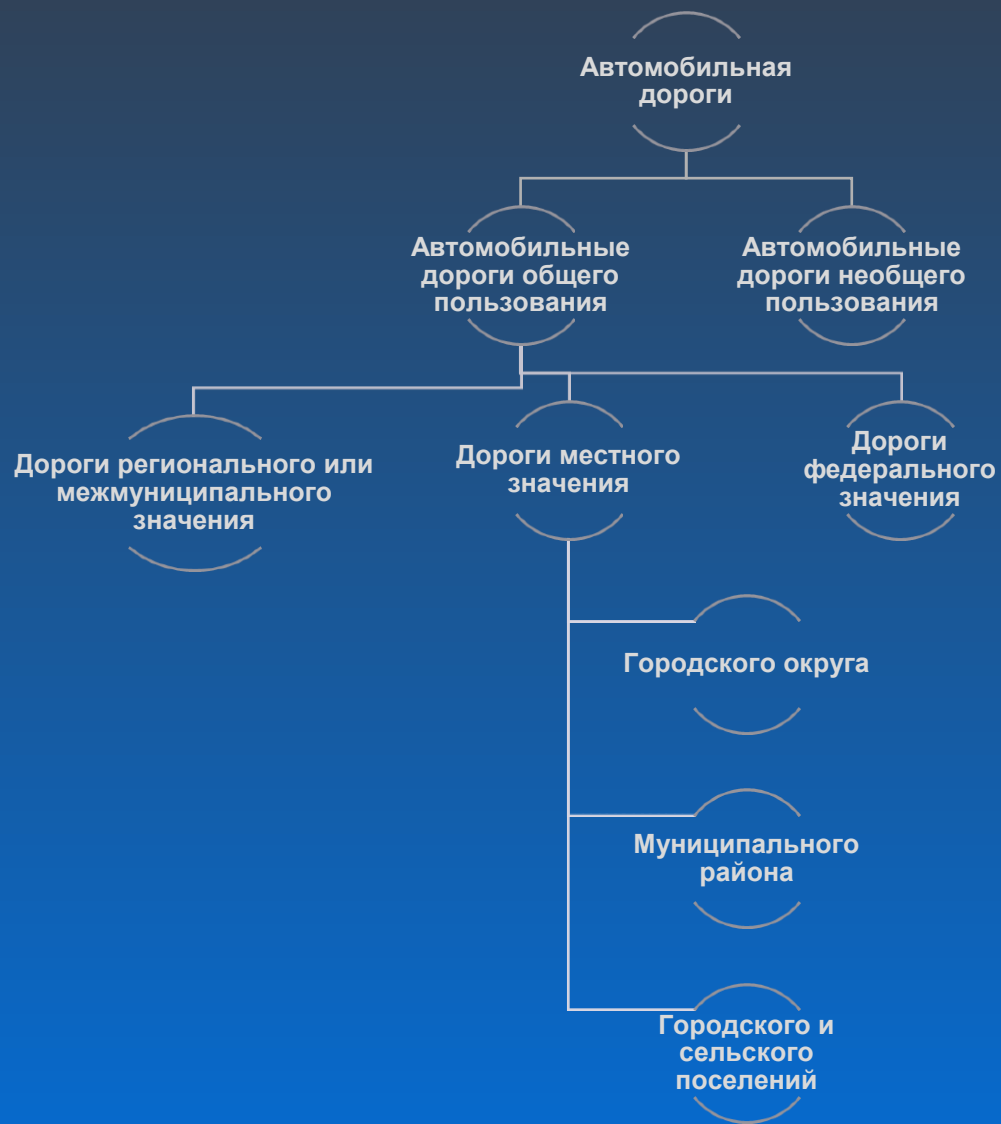 Автомобильная
дороги
Автомобильные
дороги общего
пользования
Автомобильные
дороги необщего
пользования
Дороги регионального или
межмуниципального
значения
Дороги местного
значения
Дороги
федерального
значения
Городского округа
Муниципального
района
Городского и
сельского
поселений